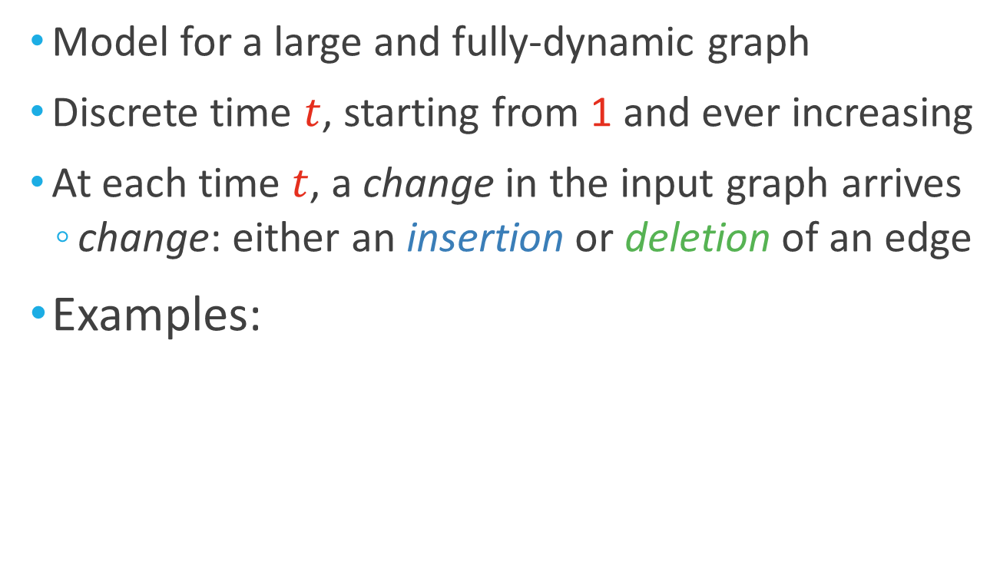 • Model for a large and fully-dynamic graph
• Discrete time t, starting from 1 and ever increasing
• At each time t, a change in the input graph arrives
◦ change: either an insertion or deletion of an edge
• Examples: